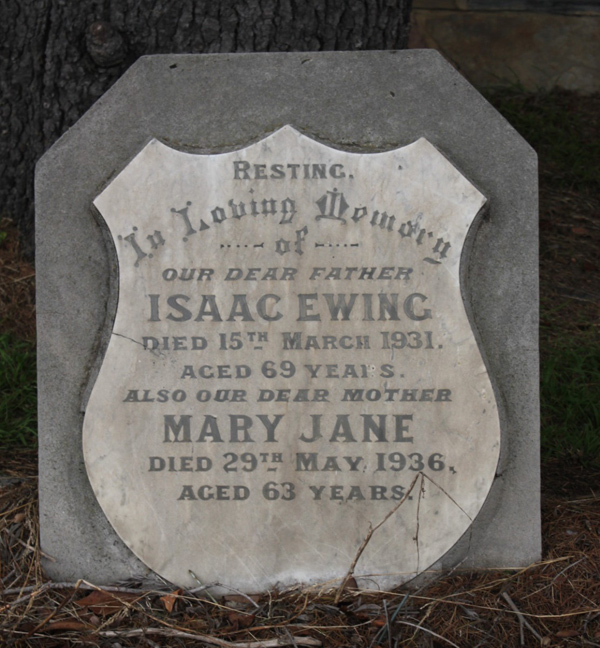 RESTING.
In Loving Memory
of
OUR DEAR FATHER
ISAAC EWING
DIED 15TH MARCH 1931.
AGED 69 YEARS.
ALSO OUR DEAR MOTHER
MARY JANE
DIED 29TH MAY, 1936,
AGED 63 YEARS.